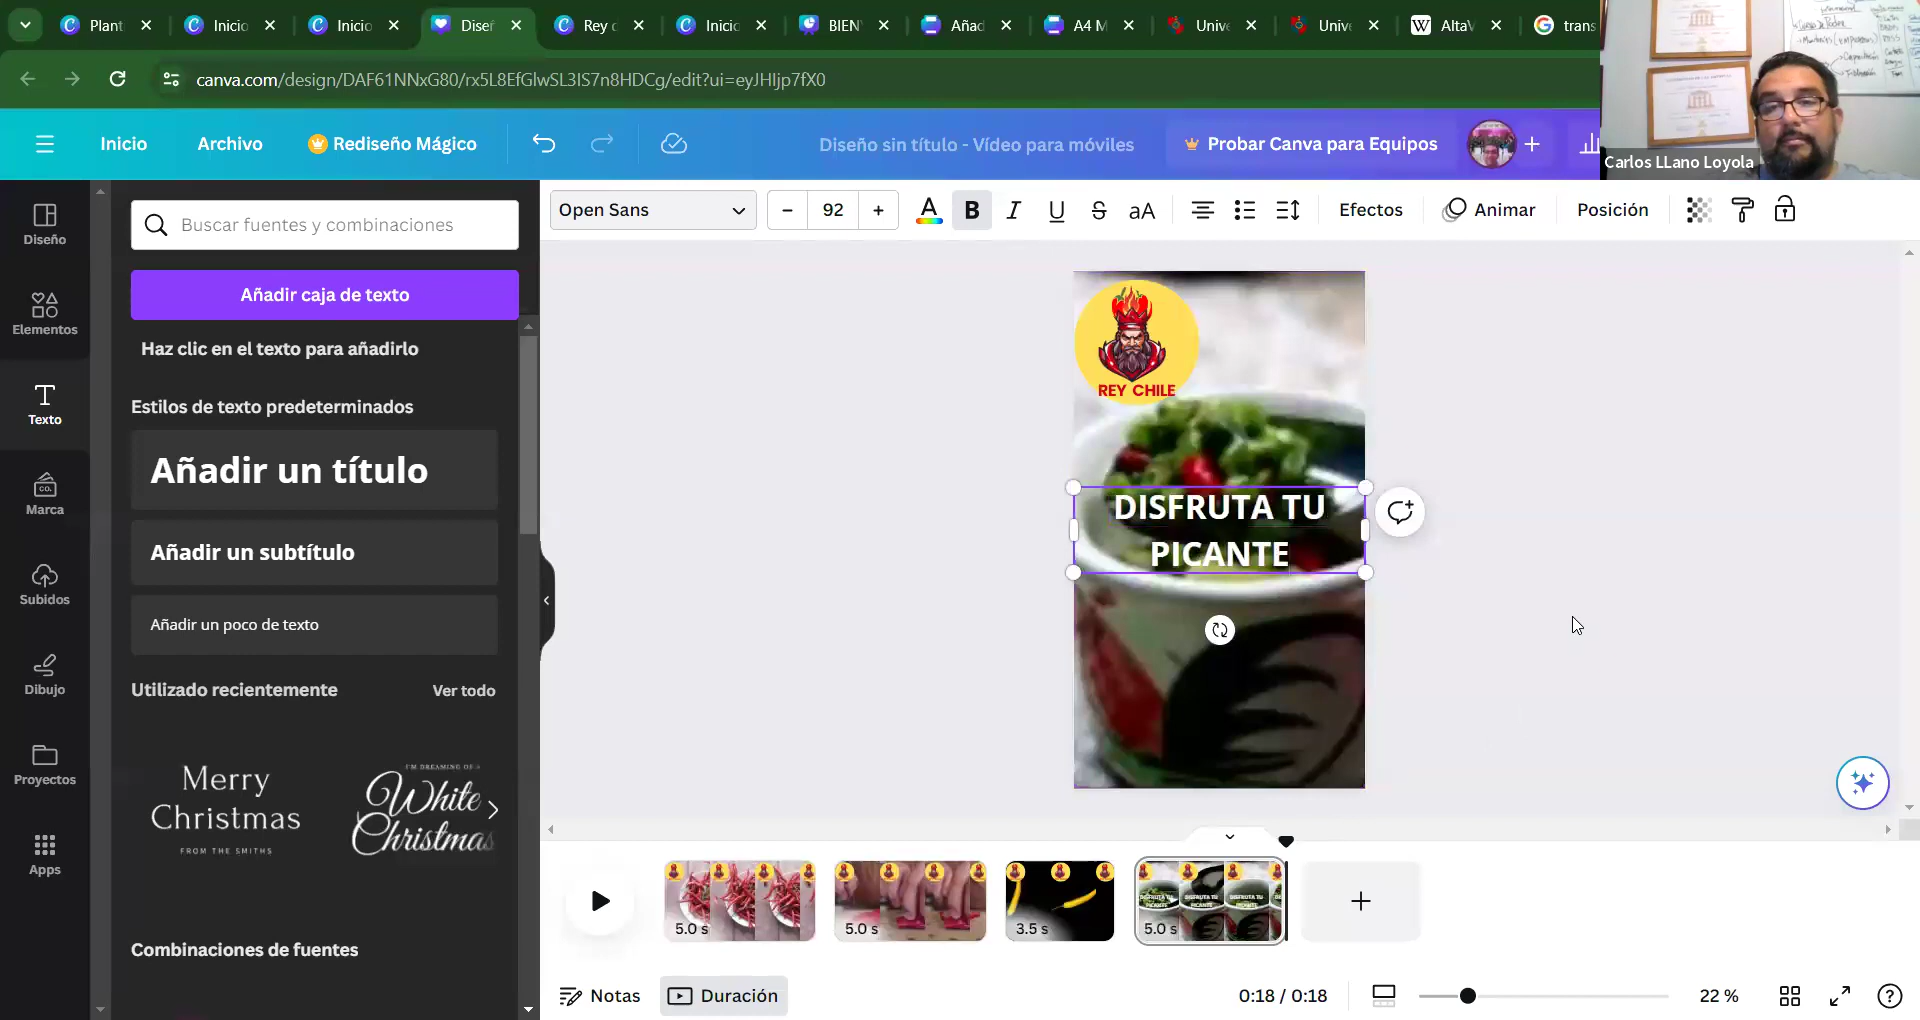 Plant
Inicio
Inicio
Diseñ
Rey c
Inicio
BIEN
Añad
A4 M
Unive
Unive
AltaV
trans
canva.com/design/DAF61NNxG80/rx5L8EfGlwSL3IS7n8HDCg/edit?ui=eyJHIjp7fX0
Carlos LLano Loyola
Inicio
Archivo
Rediseño Mágico
Diseño sin título - Vídeo para móviles
Probar Canva para Equipos
Diseño
Elementos
Texto
Marca
Subidos
Dibujo
Proyectos
Apps
Buscar fuentes y combinaciones
Añadir caja de texto
Haz clic en el texto para añadirlo
Estilos de texto predeterminados
Añadir un título
Añadir un subtítulo
Añadir un poco de texto
Utilizado recientemente
Ver todo
Merry
Christmas
FROM THE SMITHS
I'M DREAMING OF A
White
Christmas
Combinaciones de fuentes
Open Sans
92
Efectos
Animar
Posición
REY CHILE
DISFRUTA TU
PICANTE
5.0 s
5.0 s
3.5 s
5.0 s
Notas
Duración
0:18 / 0:18
22 %